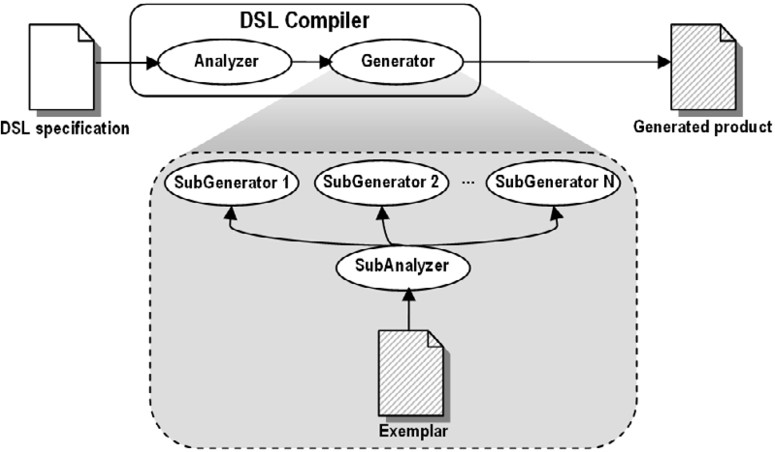 DSL Compiler
Analyzer
Generator
DSL specification
Generated product
SubGenerator 1
SubGenerator 2
...
SubGenerator N
SubAnalyzer
Exemplar